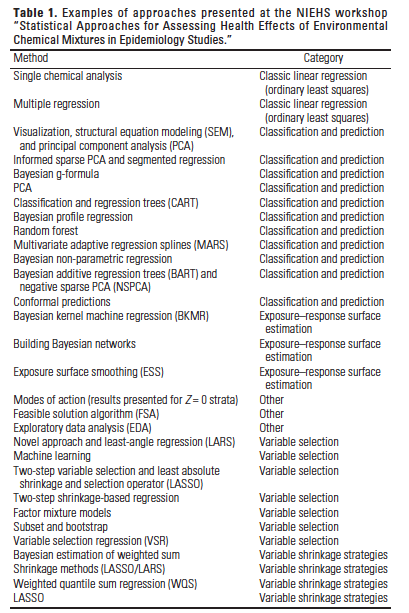 Table 1. Examples of approaches presented at the NIEHS workshop
“Statistical Approaches for Assessing Health Effects of Environmental
Chemical Mixtures in Epidemiology Studies.”
Method Category
Single chemical analysis Classic linear regression
(ordinary least squares)
Multiple regression Classic linear regression
(ordinary least squares)
Visualization, structural equation modeling (SEM), Classification and prediction
and principal component analysis (PCA)
Informed sparse PCA and segmented regression Classification and prediction
Bayesian g-formula Classification and prediction
PCA Classification and prediction
Classification and regression trees (CART) Classification and prediction
Bayesian profile regression Classification and prediction
Random forest Classification and prediction
Multivariate adaptive regression splines (MARS) Classification and prediction
Bayesian non-parametric regression Classification and prediction
Bayesian additive regression trees (BART) and Classification and prediction
negative sparse PCA (NSPCA)
Conformal predictions Classification and prediction
Bayesian kernel machine regression (BKMR) Exposure–response surface
estimation
Building Bayesian networks Exposure–response surface
estimation
Exposure surface smoothing (ESS) Exposure–response surface
estimation
Modes of action (results presented for Z = 0 strata) Other
Feasible solution algorithm (FSA) Other
Exploratory data analysis (EDA) Other
Novel approach and least-angle regression (LARS) Variable selection
Machine learning Variable selection
Two-step variable selection and least absolute Variable selection
shrinkage and selection operator (LASSO)
Two-step shrinkage-based regression Variable selection
Factor mixture models Variable selection
Subset and bootstrap Variable selection
Variable selection regression (VSR) Variable selection
Bayesian estimation of weighted sum Variable shrinkage strategies
Shrinkage methods (LASSO/LARS) Variable shrinkage strategies
Weighted quantile sum regression (WQS) Variable shrinkage strategies
LASSO Variable shrinkage strategies